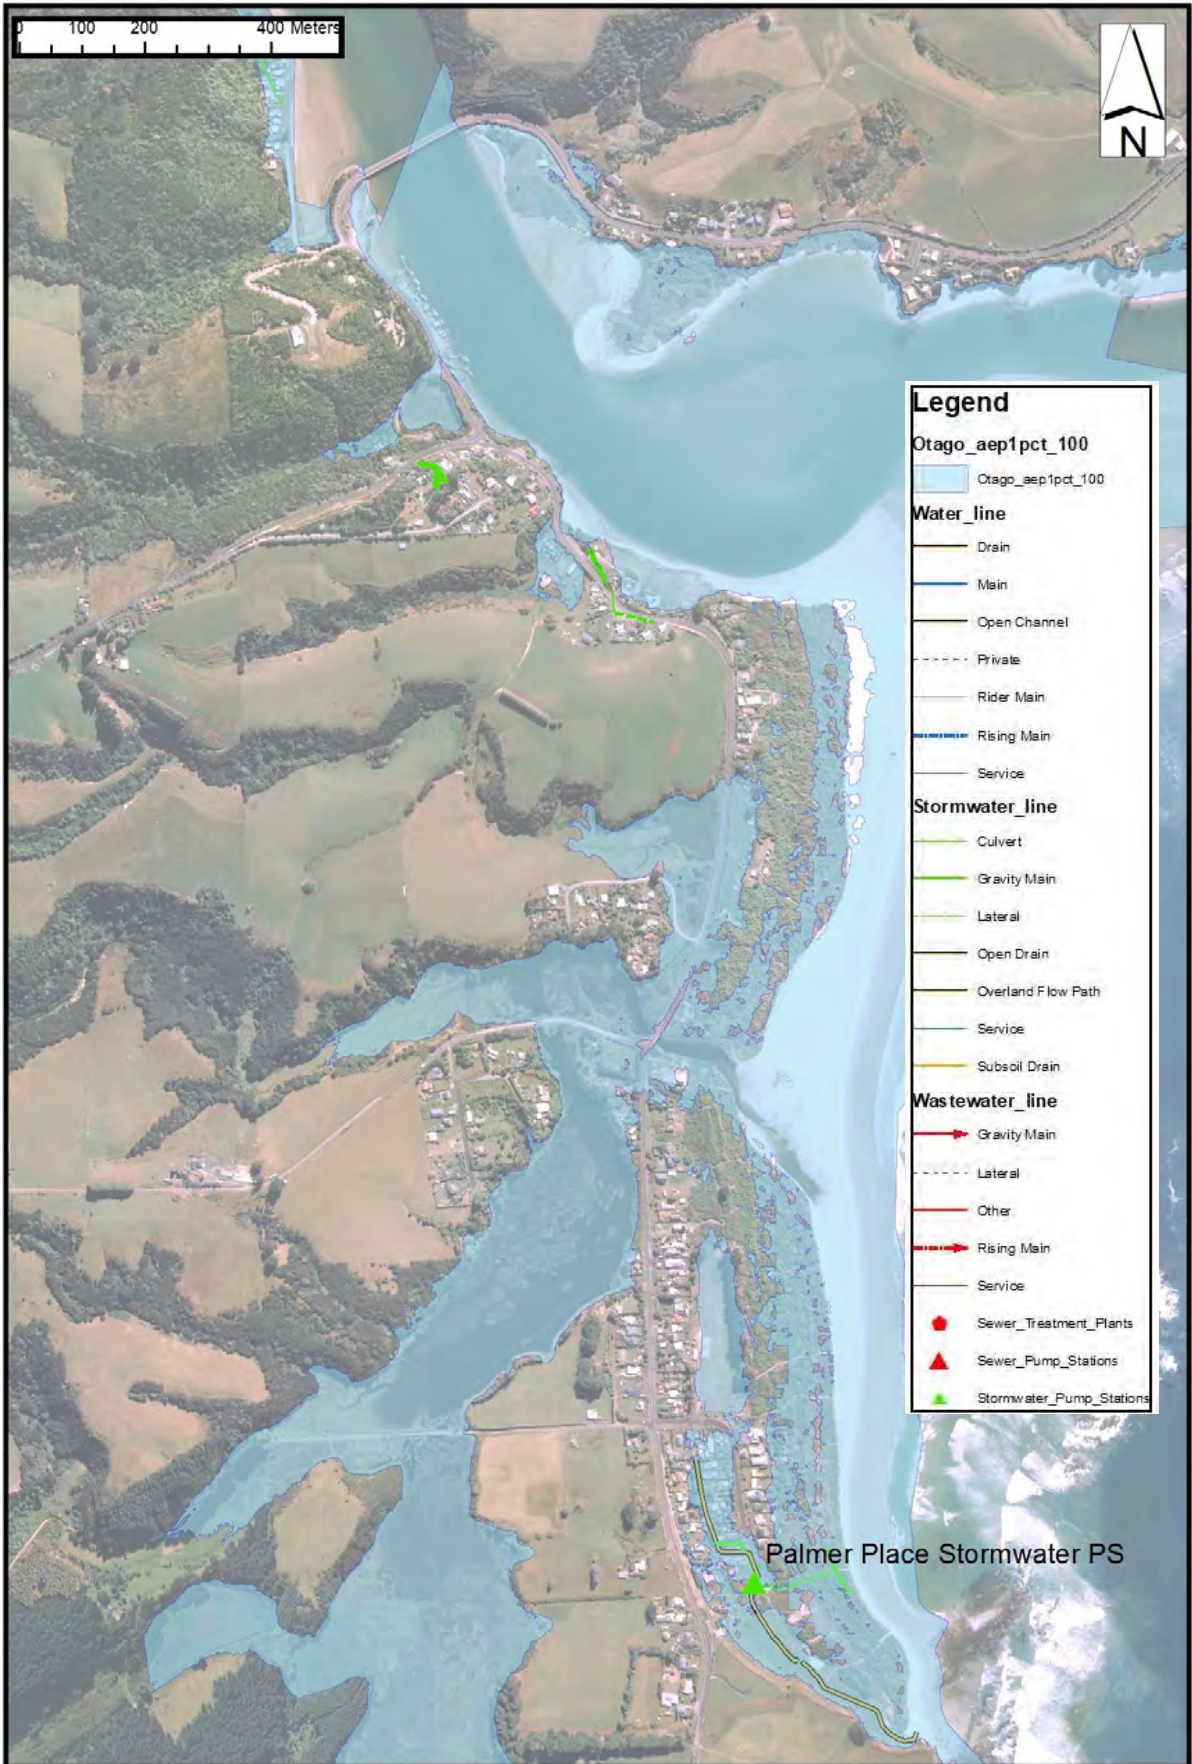 0 100 200 400 Meters
N
Legend
Otago_aep1pct_100
Otago_aep1pct_100
Water_line
Drain
Main
Open Channel
Private
Rider Main
Rising Main
Service
Stormwater_line
Culvert
Gravity Main
Lateral
Open Drain
Overland Flow Path
Service
Subsoil Drain
Wastewater_line
Gravity Main
Lateral
Other
Rising Main
Service
Sewer_Treatment_Plants
Sewer_Pump_Stations
Stormwater_Pump_Stations
Palmer Place Stormwater PS